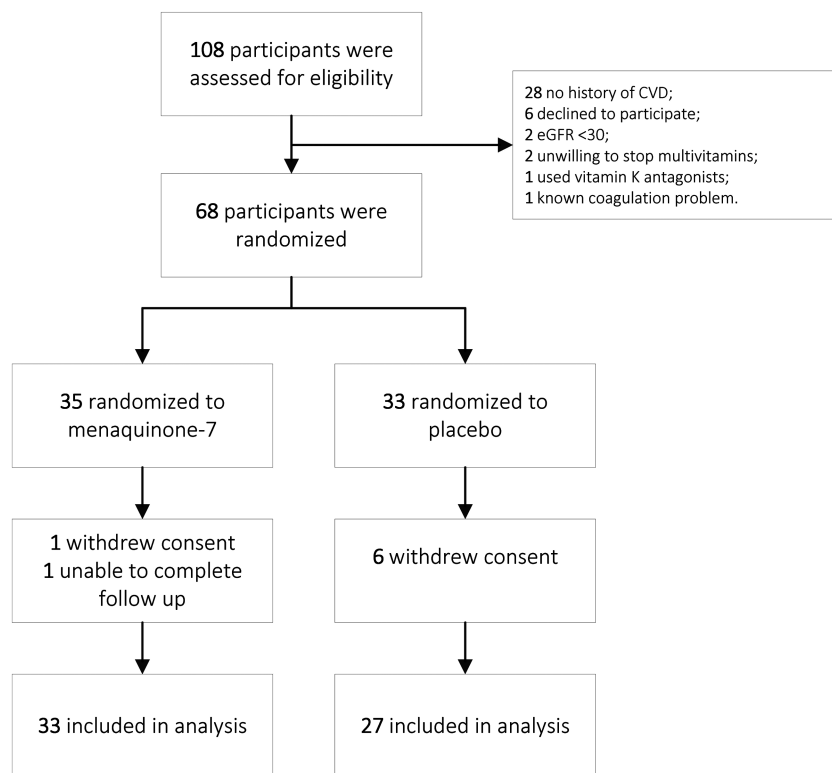 108 participants were
assessed for eligibility
28 no history of CVD;
6 declined to participate;
2 eGFR <30;
2 unwilling to stop multivitamins;
1 used vitamin K antagonists;
1 known coagulation problem.
68 participants were
randomized
35 randomized to
menaquinone-7
33 randomized to
placebo
1 withdrew consent
1 unable to complete
follow up
6 withdrew consent
33 included in analysis
27 included in analysis